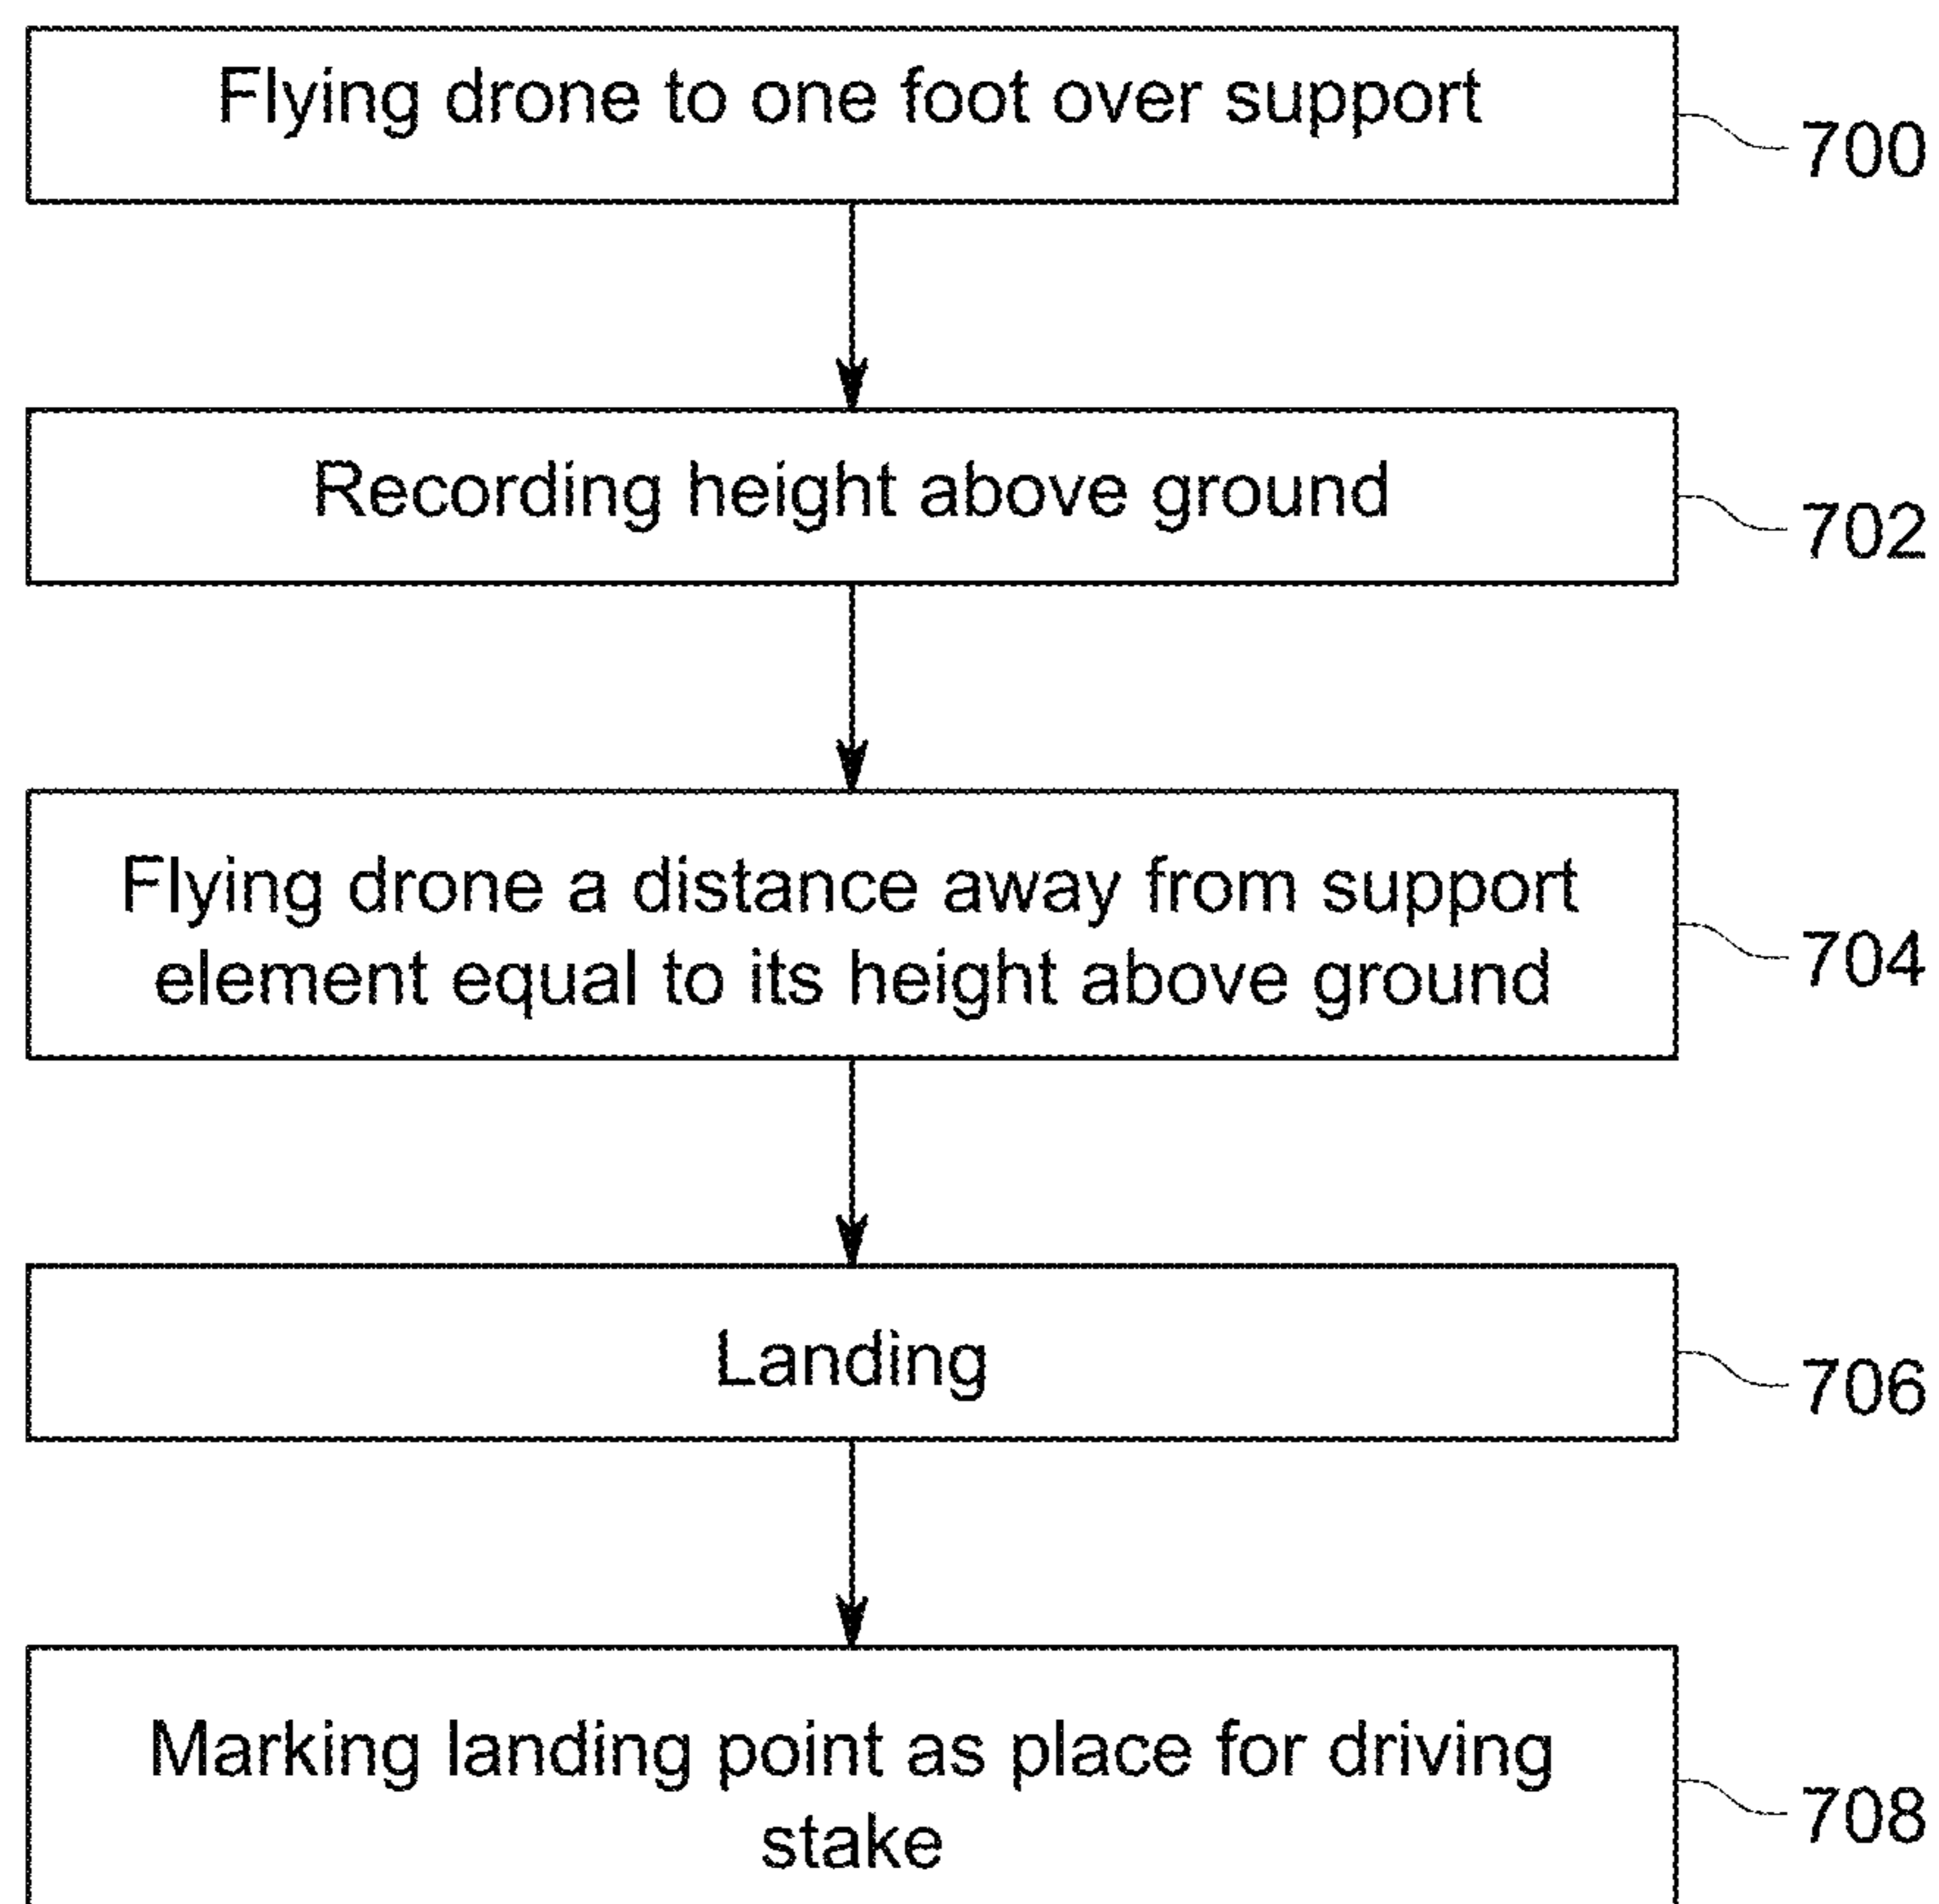 Flying drone to one foot over support
700
Recording height above ground
702
Flying drone a distance away from support
element equal to its height above ground
704
Landing
706
Marking landing point as place for driving
stake
708